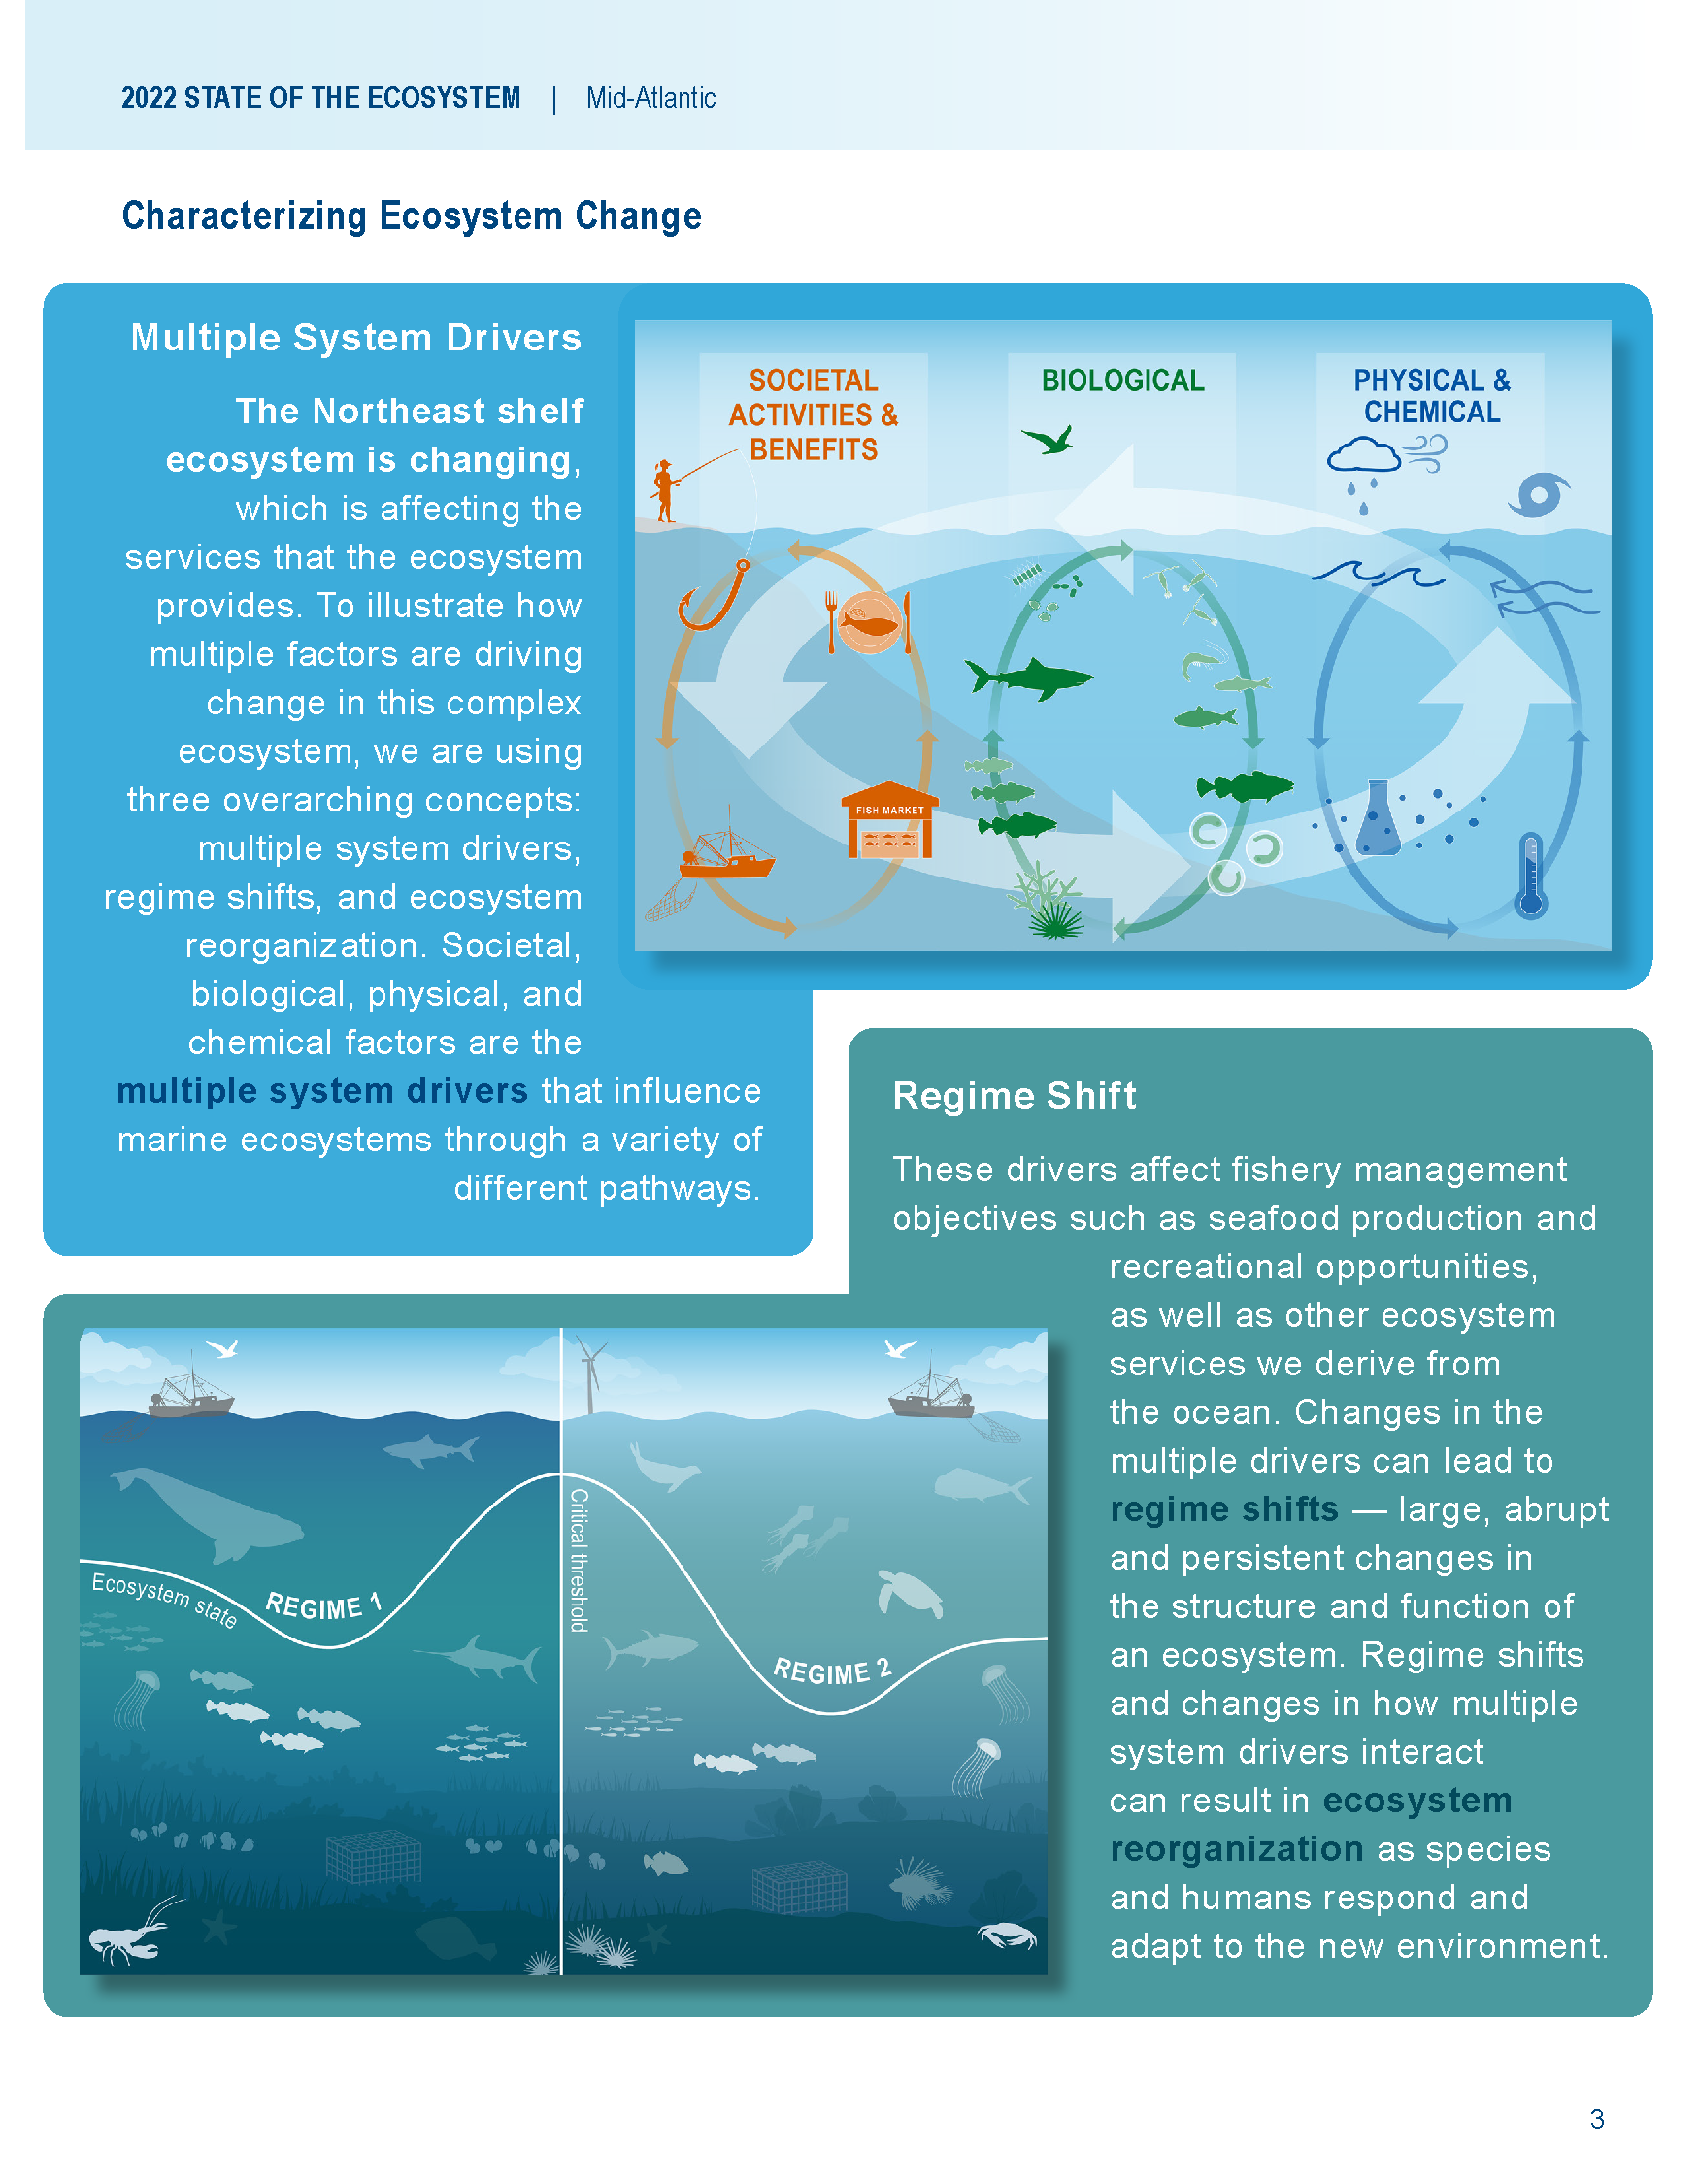 2022 STATE OF THE ECOSYSTEM | Mid-Atlantic
Characterizing Ecosystem Change
Multiple System Drivers
The Northeast shelf
ecosystem is changing,
which is affecting the
services that the ecosystem
provides. To illustrate how
multiple factors are driving
change in this complex
ecosystem, we are using
three overarching concepts:
multiple system drivers,
regime shifts, and ecosystem
reorganization. Societal,
biological, physical, and
chemical factors are the
multiple system drivers that influence
marine ecosystems through a variety of
different pathways.
SOCIETAL
ACTIVITIES &
BENEFITS
BIOLOGICAL
PHYSICAL &
CHEMICAL
FISH MARKET
Regime Shift
These drivers affect fishery management
objectives such as seafood production and
recreational opportunities,
as well as other ecosystem
services we derive from
the ocean. Changes in the
multiple drivers can lead to
regime shifts — large, abrupt
and persistent changes in
the structure and function of
an ecosystem. Regime shifts
and changes in how multiple
system drivers interact
can result in ecosystem
reorganization as species
and humans respond and
adapt to the new environment.
Ecosystem state
REGIME 1
Critical threshold
REGIME 2
3